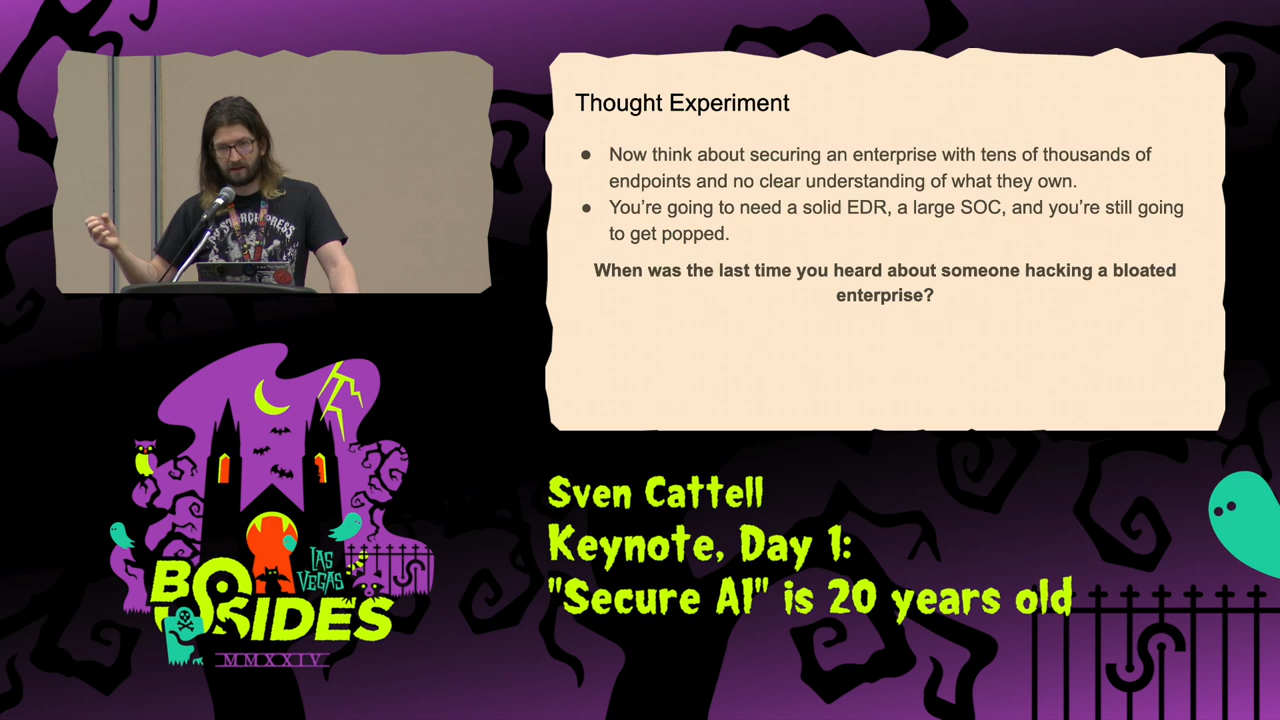 Thought Experiment
● Now think about securing an enterprise with tens of thousands of
endpoints and no clear understanding of what they own.
● You're going to need a solid EDR, a large SOC, and you're still going
to get popped.
When was the last time you heard about someone hacking a bloated
enterprise?
LAS
VEGAS
BSIDES
MMXXIV
Sven Cattell
Keynote, Day 1:
"Secure AI" is 20 years old